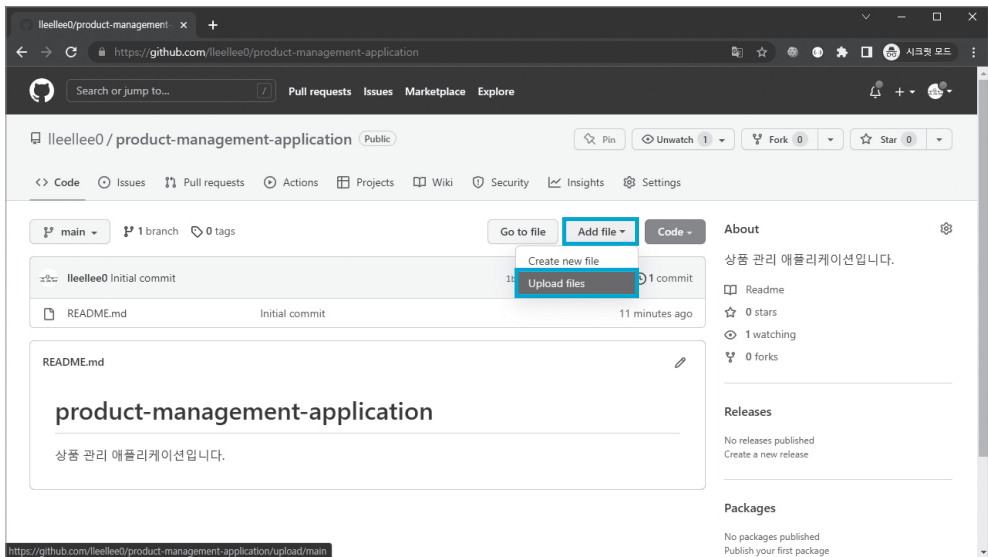 lleellee0/product-management-
https://github.com/lleellee0/product-management-application
시크릿 모드
Search or jump to... /
Pull requests Issues Marketplace Explore
lleellee0 / product-management-application Public
Pin Unwatch 1 Fork 0 Star 0
Code Issues Pull requests Actions Projects Wiki Security Insights Settings
main 1 branch 0 tags
Go to file Add file Code
Create new file
Upload files
lleellee0 Initial commit
1 commit
README.md Initial commit 11 minutes ago
README.md
product-management-application
상품 관리 애플리케이션입니다.
About
상품 관리 애플리케이션입니다.
Readme
0 stars
1 watching
0 forks
Releases
No releases published
Create a new release
Packages
No packages published
Publish your first package
https://github.com/lleellee0/product-management-application/upload/main